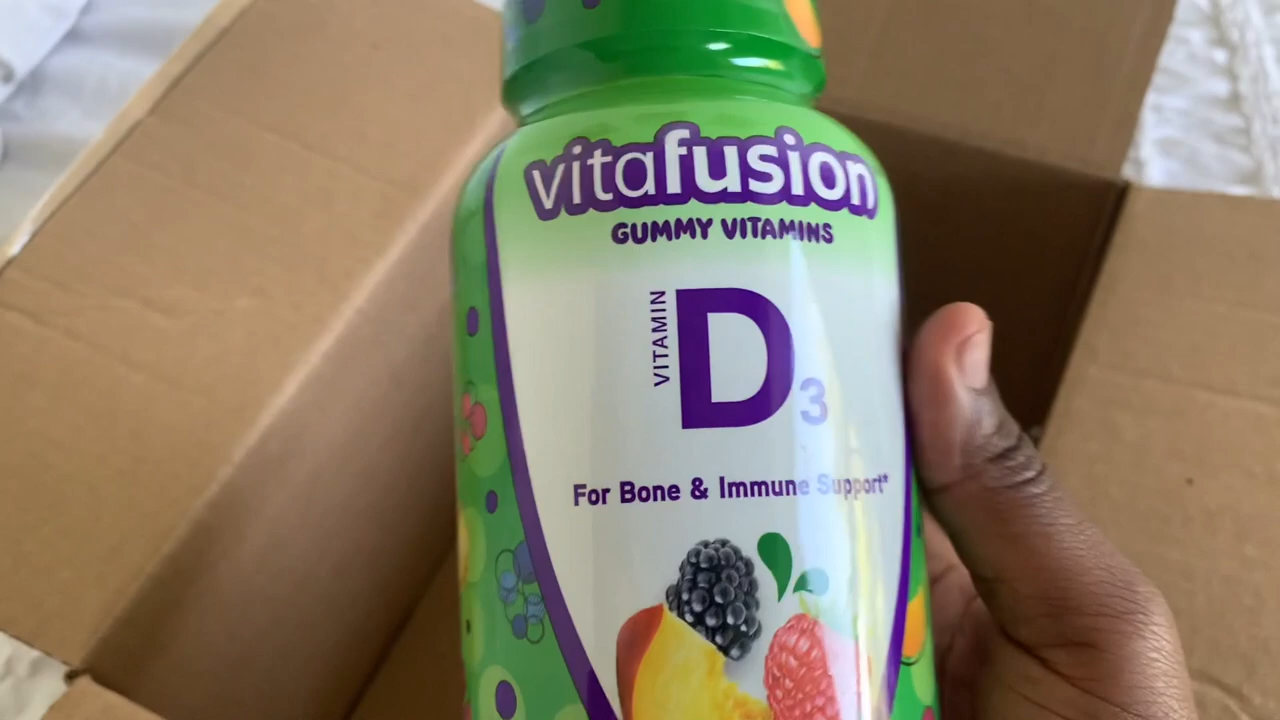 vitafusion
GUMMY VITAMINS
VITAMIN
D3
For Bone & Immune Support*